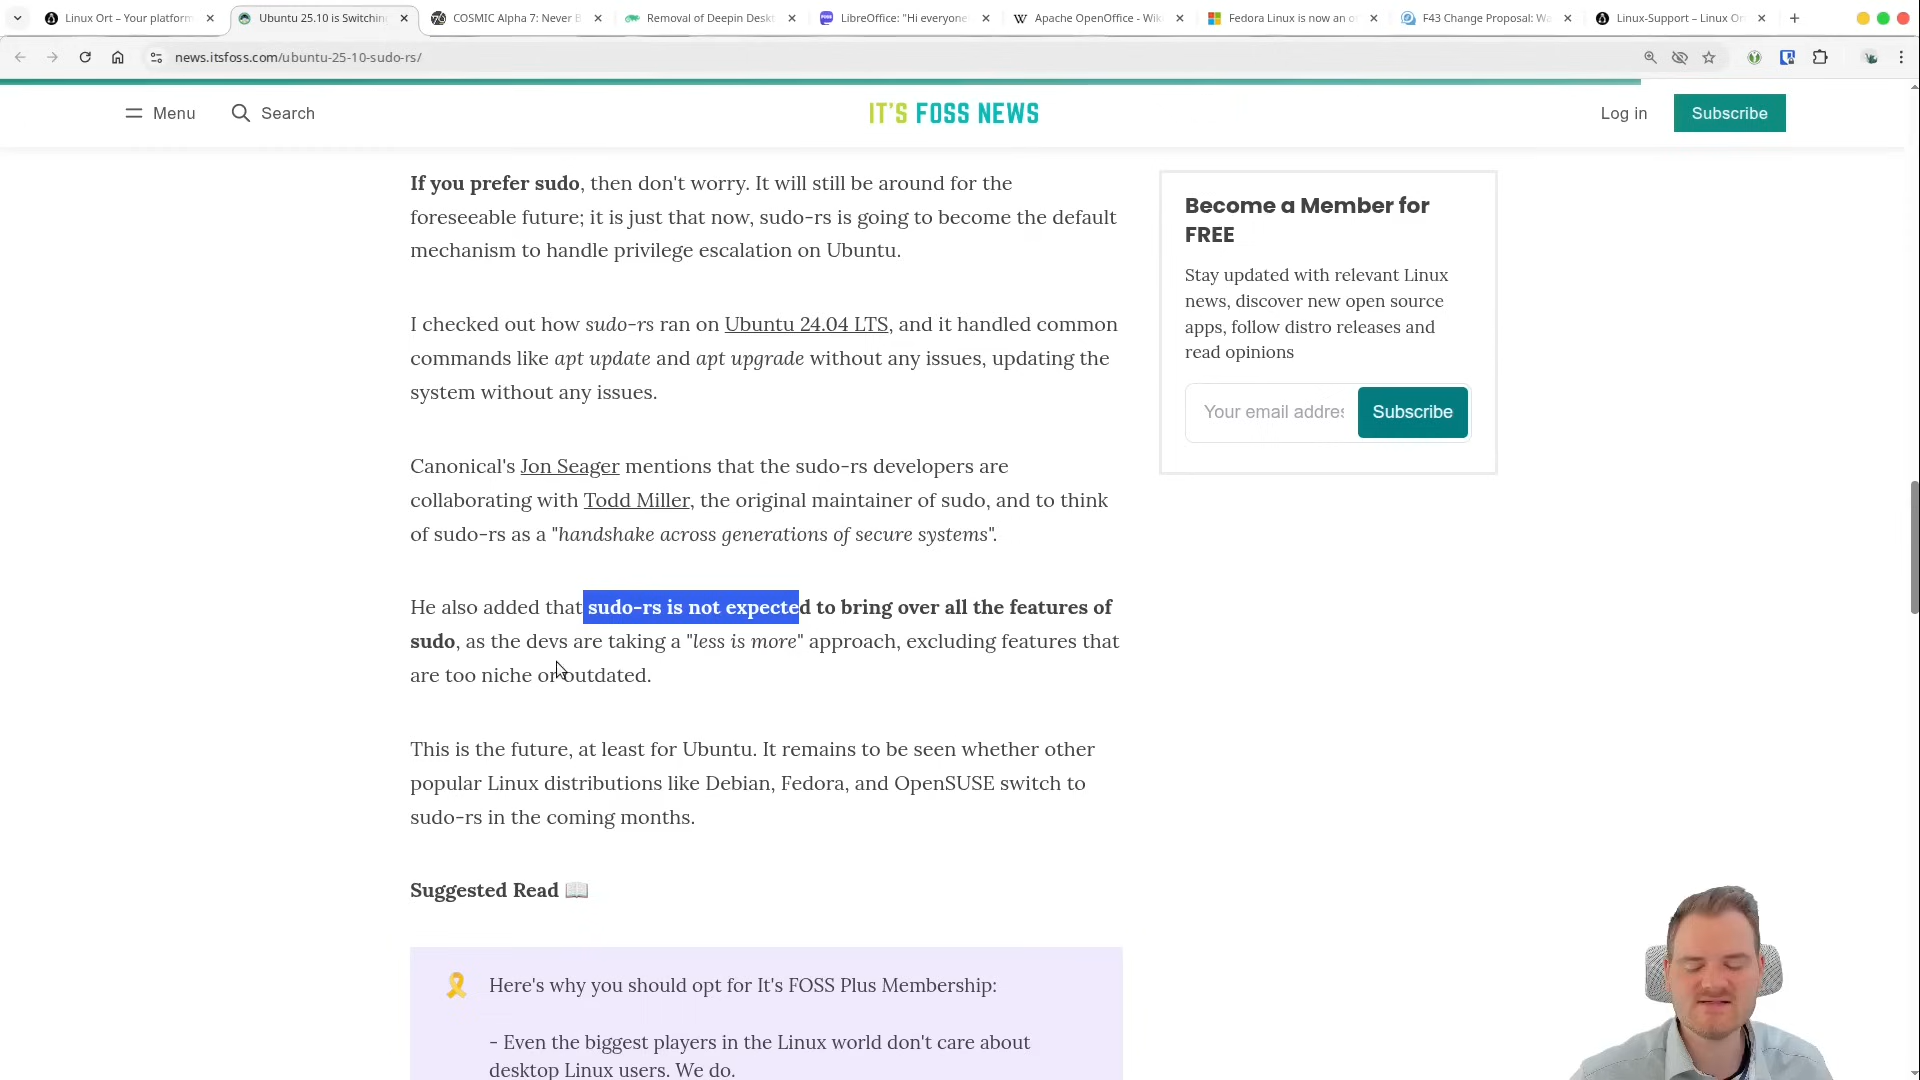 Linux Ort – Your platform
Ubuntu 25.10 is Switchin
COSMIC Alpha 7: Never B
Removal of Deepin Deskt
LibreOffice: "Hi everyone
Apache OpenOffice - Wik
Fedora Linux is now an o
F43 Change Proposal: Wa
Linux-Support – Linux Or
news.itsfoss.com/ubuntu-25-10-sudo-rs/
Menu
Search
IT'S FOSS NEWS
Log in
Subscribe
If you prefer sudo, then don't worry. It will still be around for the
foreseeable future; it is just that now, sudo-rs is going to become the default
mechanism to handle privilege escalation on Ubuntu.
I checked out how sudo-rs ran on Ubuntu 24.04 LTS, and it handled common
commands like apt update and apt upgrade without any issues, updating the
system without any issues.
Canonical's Jon Seager mentions that the sudo-rs developers are
collaborating with Todd Miller, the original maintainer of sudo, and to think
of sudo-rs as a "handshake across generations of secure systems".
He also added that sudo-rs is not expected to bring over all the features of
sudo, as the devs are taking a "less is more" approach, excluding features that
are too niche or outdated.
This is the future, at least for Ubuntu. It remains to be seen whether other
popular Linux distributions like Debian, Fedora, and OpenSUSE switch to
sudo-rs in the coming months.
Suggested Read 📖
Here's why you should opt for It's FOSS Plus Membership:
- Even the biggest players in the Linux world don't care about
desktop Linux users. We do.
Become a Member for
FREE
Stay updated with relevant Linux
news, discover new open source
apps, follow distro releases and
read opinions
Your email addres
Subscribe